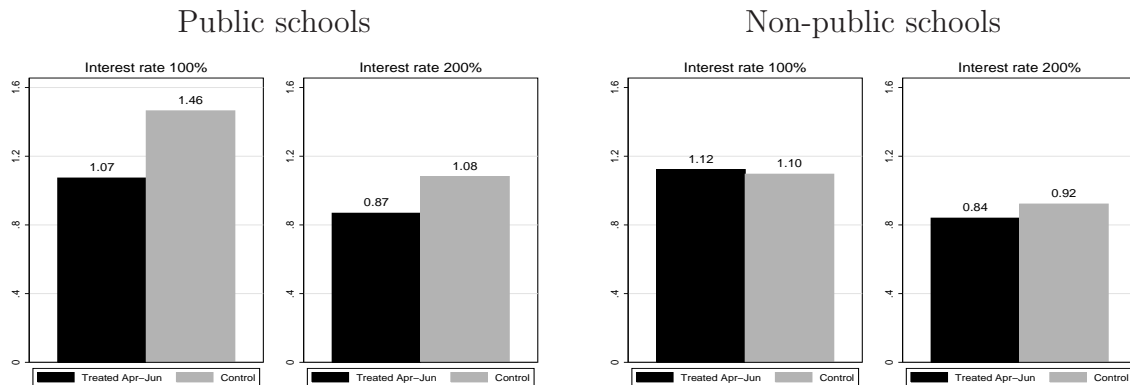 Public schools
Non-public schools
Interest rate 100%
1.6
1.2
.8
.4
0
1.07
1.46
Treated Apr–Jun
Control
Interest rate 200%
1.6
1.2
.8
.4
0
0.87
1.08
Treated Apr–Jun
Control
Interest rate 100%
1.6
1.2
.8
.4
0
1.12
1.10
Treated Apr–Jun
Control
Interest rate 200%
1.6
1.2
.8
.4
0
0.84
0.92
Treated Apr–Jun
Control